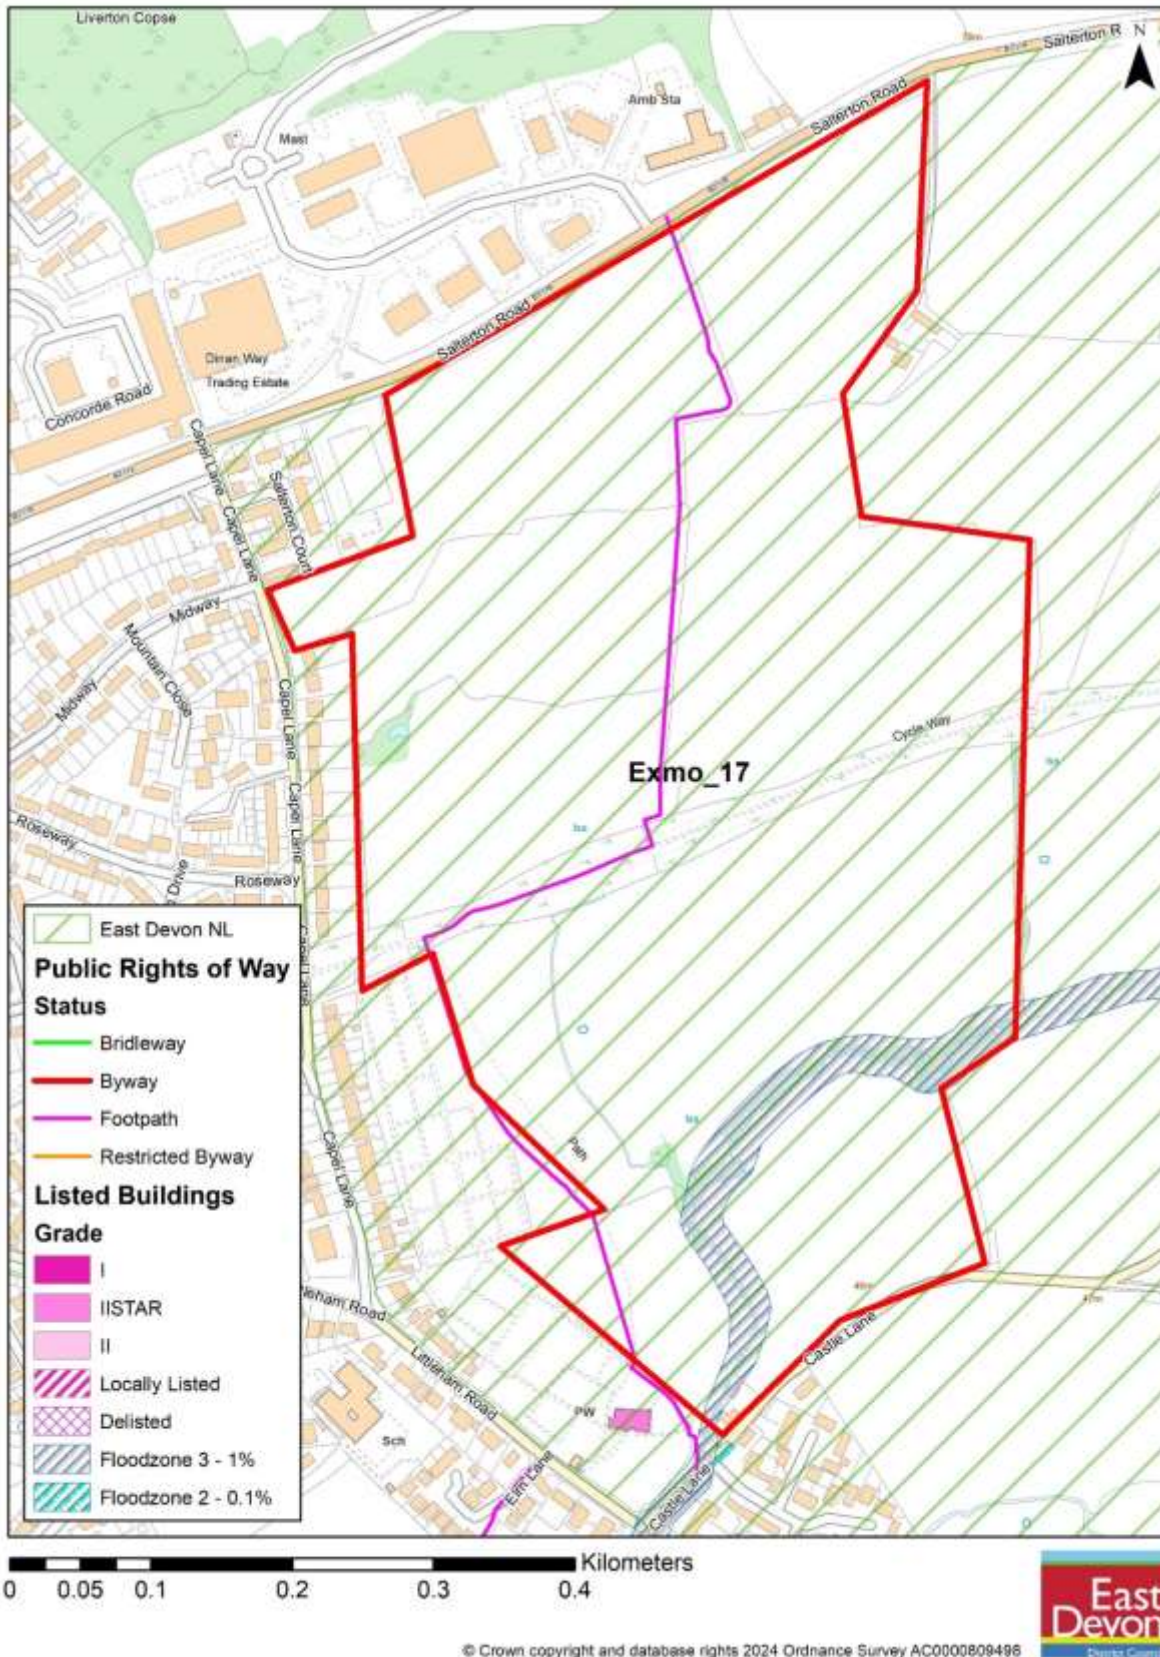 Liverton Copse
Salterton R
N
Amb Sta
Salterton Road
Mast
Salterton Road
Dinan Way
Trading Estate
Concorde Road
Capel Lane
Salterton Court
Capel Lane
Midway
Mountain Close
Midway
Capel Lane
Cycle Way
Exmo_17
Capel Lane
Roseway
Roseway
Drive
Capel Lane
Path
Capel Lane
Castle Lane
Littleham Road
PW
Sch
Elm Lane
Castle Lane
East Devon NL
Public Rights of Way
Status
Bridleway
Byway
Footpath
Restricted Byway
Listed Buildings
Grade
I
IISTAR
II
Locally Listed
Delisted
Floodzone 3 - 1%
Floodzone 2 - 0.1%
Kilometers
0 0.05 0.1 0.2 0.3 0.4
East
Devon
District Counc
© Crown copyright and database rights 2024 Ordnance Survey AC0000809498